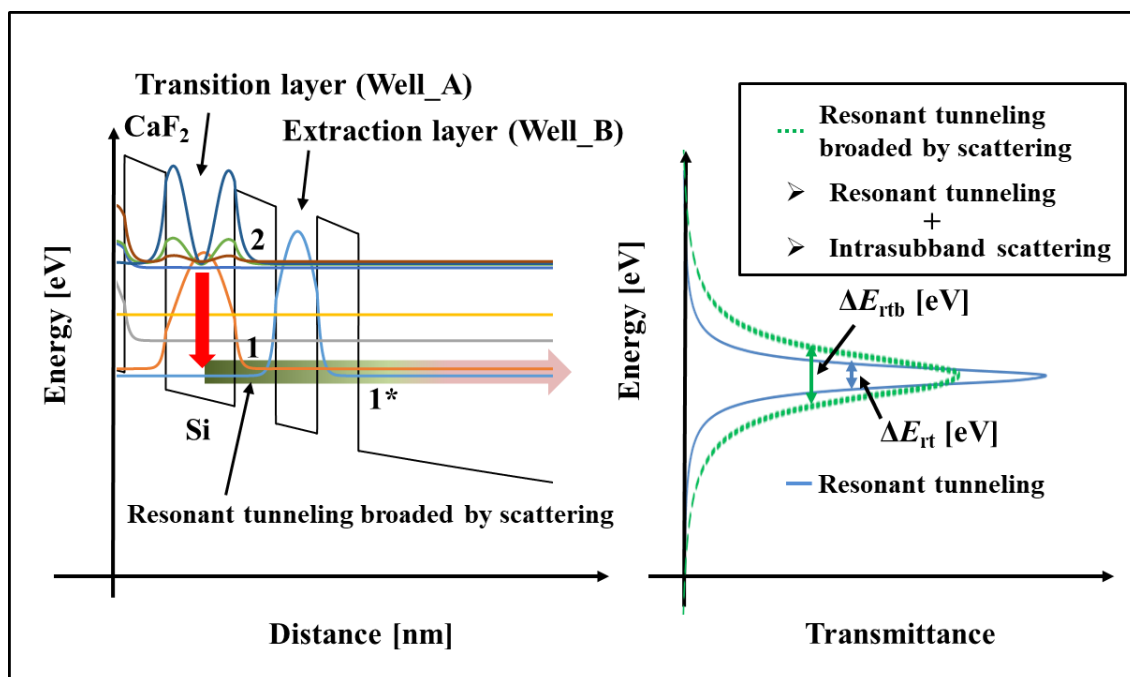 Transition layer (Well_A)
CaF2
Extraction layer (Well_B)
2
1
1*
Si
Resonant tunneling broaded by scattering
Energy [eV]
Distance [nm]
Resonant tunneling
broaded by scattering
➢ Resonant tunneling
+
➢ Intrasubband scattering
ΔErtb [eV]
ΔErt [eV]
Resonant tunneling
Energy [eV]
Transmittance